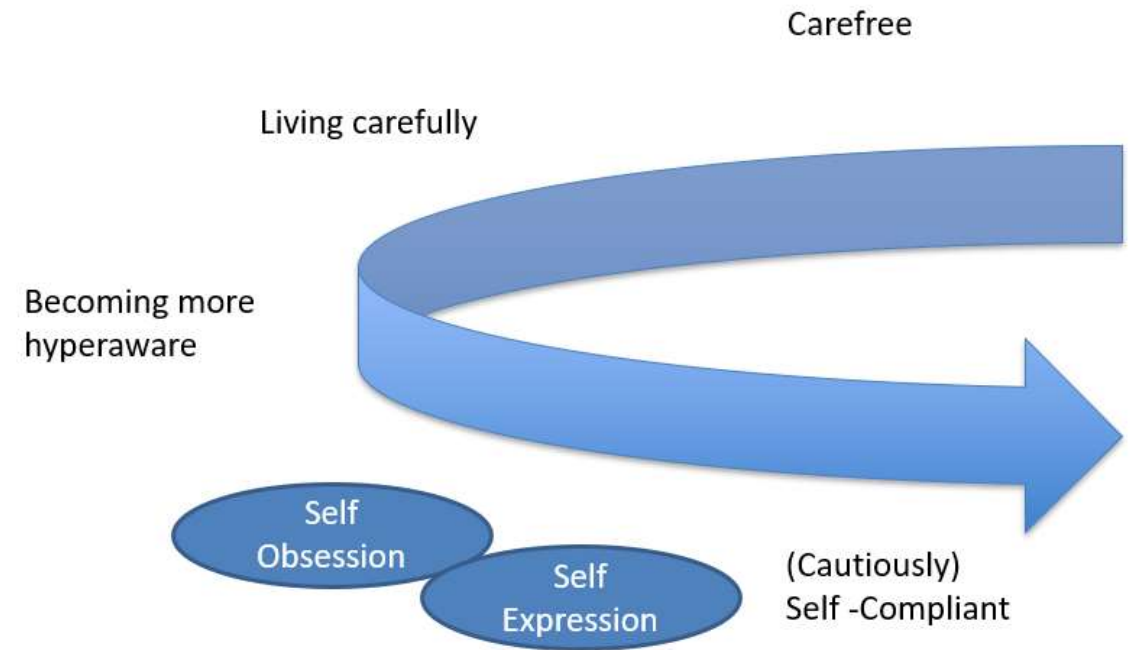 Carefree
Living carefully
Becoming more
hyperaware
Self
Obsession
Self
Expression
(Cautiously)
Self -Compliant